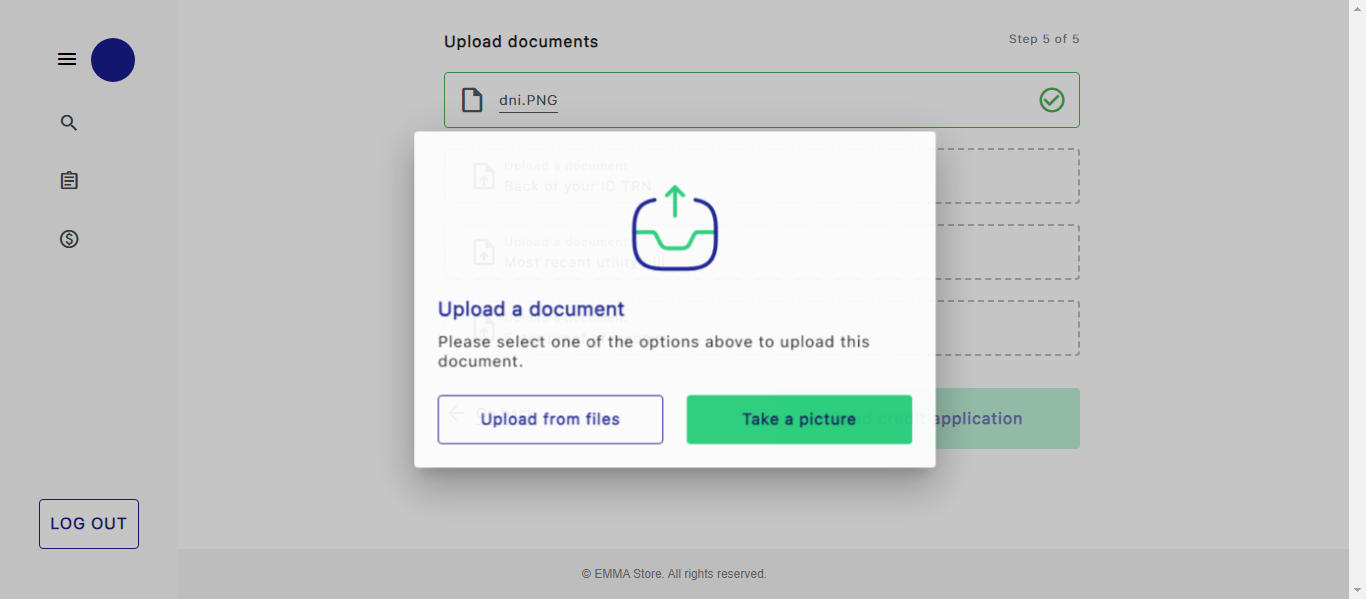 Upload documents
Step 5 of 5
dni.PNG
Upload a document
Back of your ID TRN
Upload a document
Most recent utility bill
Upload a document
Please select one of the options above to upload this
document.
Upload from files
Take a picture
credit application
LOG OUT
© EMMA Store. All rights reserved.